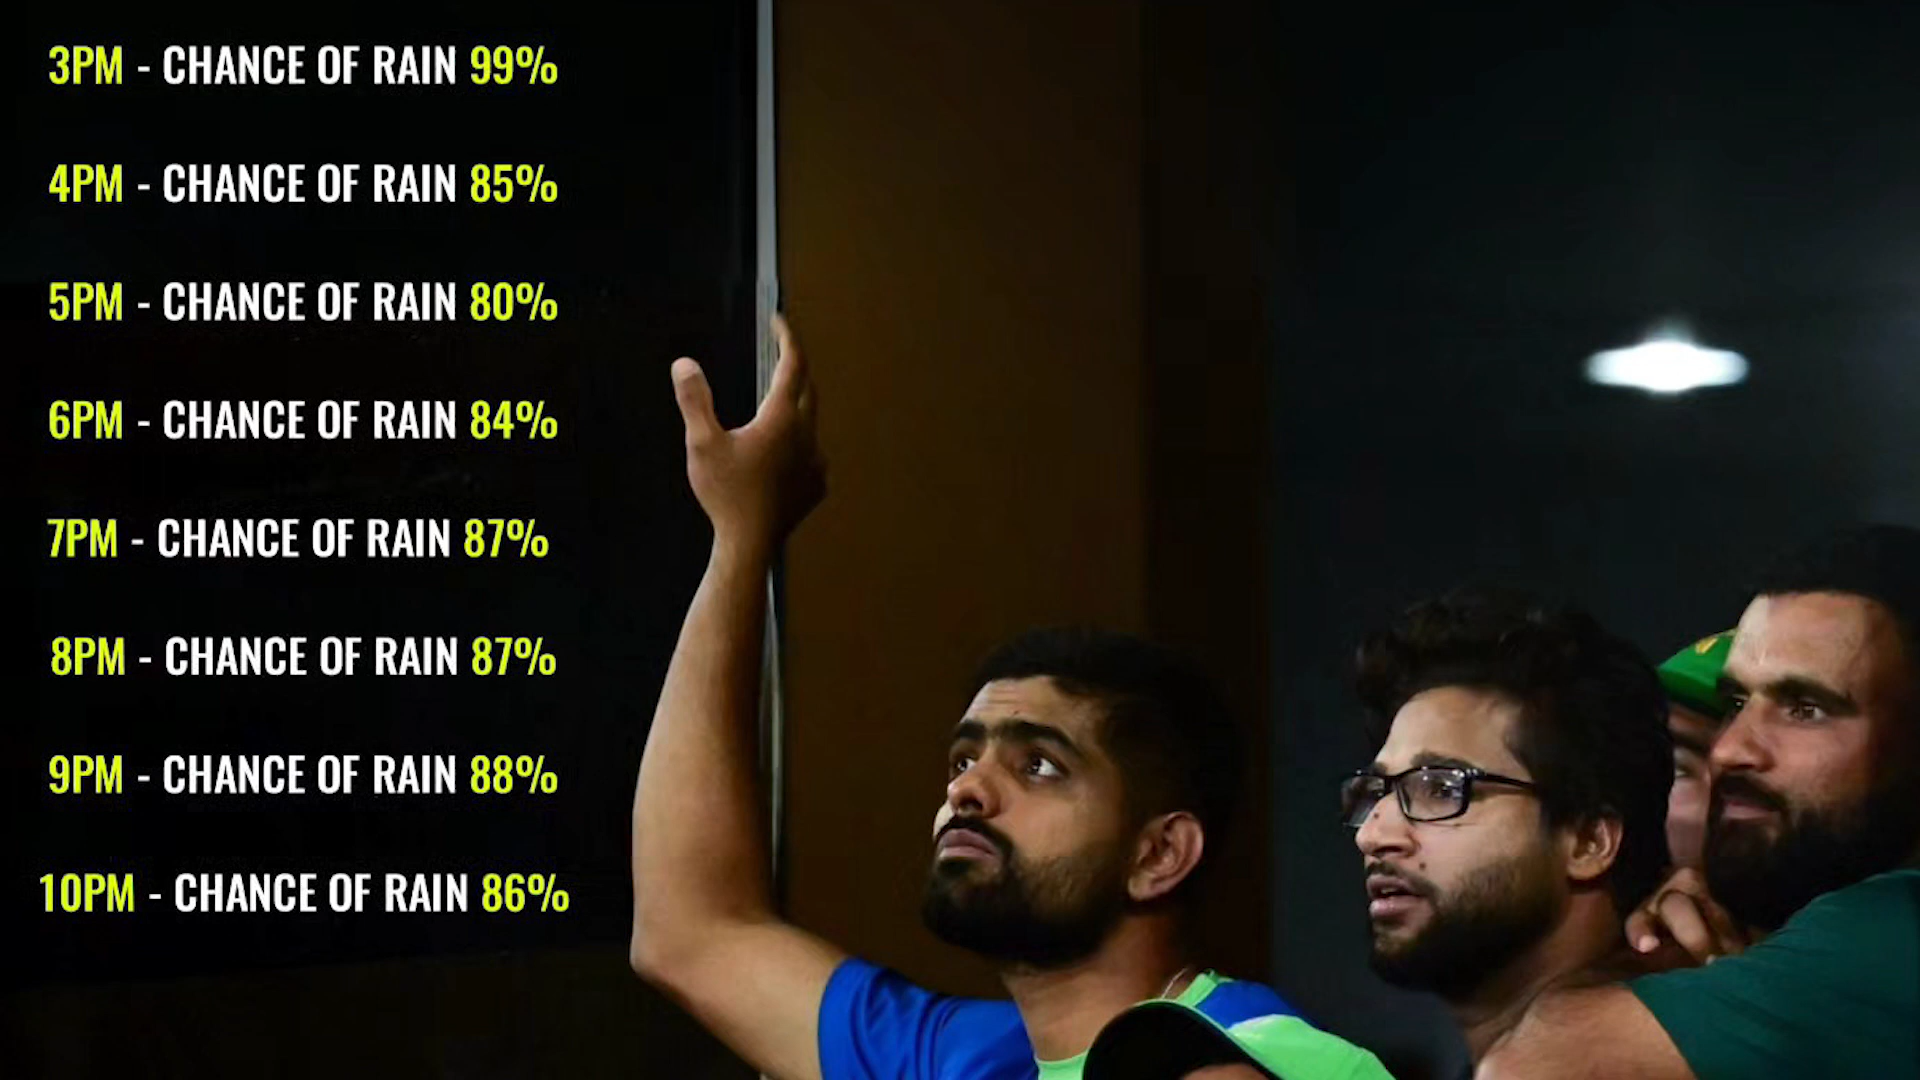 3PM - CHANCE OF RAIN 99%
4PM - CHANCE OF RAIN 85%
5PM - CHANCE OF RAIN 80%
6PM - CHANCE OF RAIN 84%
7PM - CHANCE OF RAIN 87%
8PM - CHANCE OF RAIN 87%
9PM - CHANCE OF RAIN 88%
10PM - CHANCE OF RAIN 86%